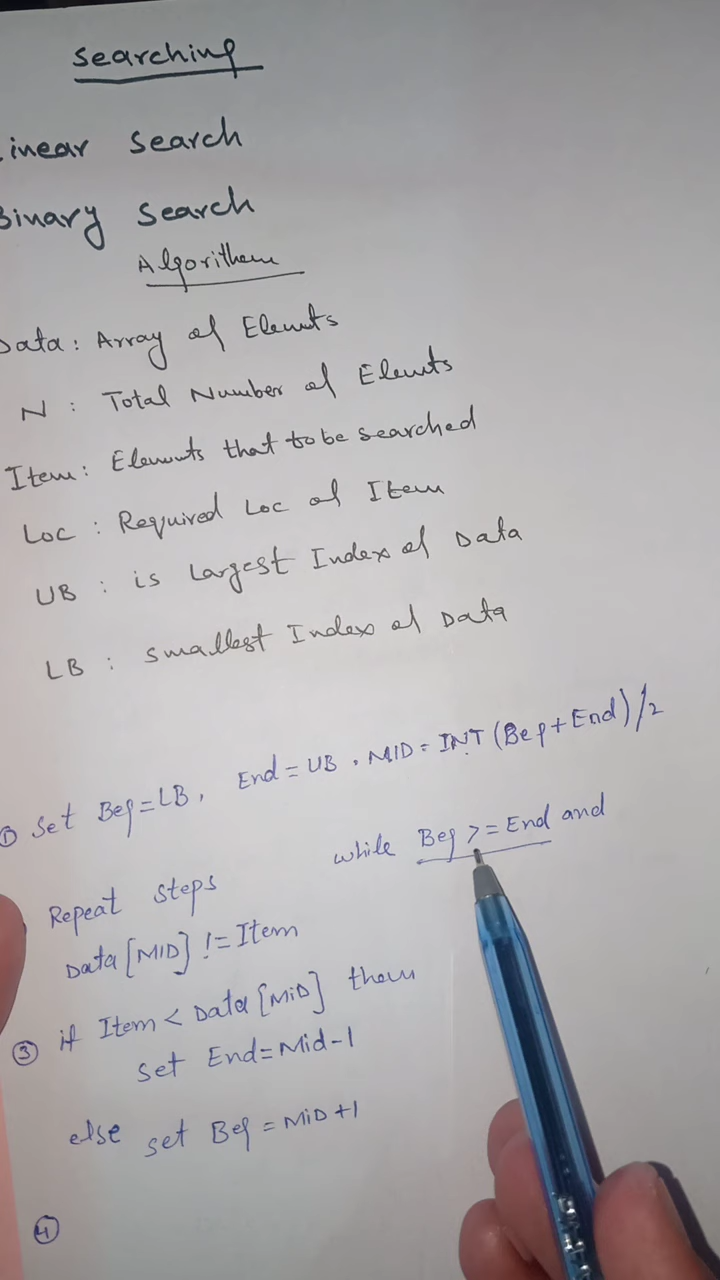 Searching
Linear Search
Binary Search
Algorithem
Data: Array of Elements
N : Total Number of Elements
Item: Elements that to be searched
Loc : Required Loc of Item
UB : is Largest Index of Data
LB : Smallest Index of Data
① Set Beg=LB, End=UB, MID=INT(Beg+End)/2
Repeat steps while Beg >= End and
Data[MID] != Item
③ if Item < Data[MID] then
set End=Mid-1
else set Beg=MID+1
④